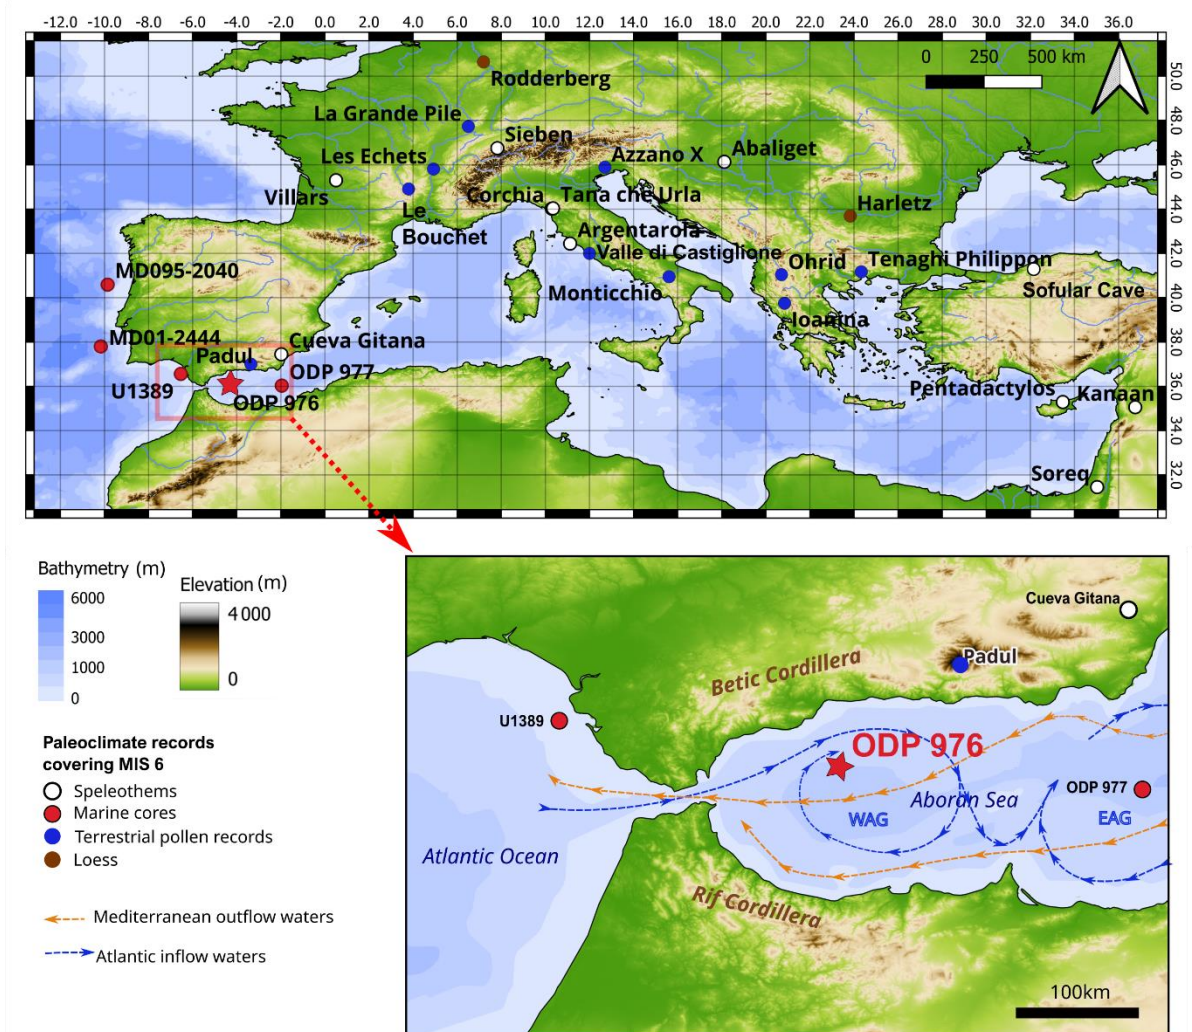 -12.0 -10.0 -8.0 -6.0 -4.0 -2.0 0.0 2.0 4.0 6.0 8.0 10.0 12.0 14.0 16.0 18.0 20.0 22.0 24.0 26.0 28.0 30.0 32.0 34.0 36.0
0 250 500 km
Rodderberg
50.0
La Grande Pile
48.0
Sieben
Les Echets
Azzano X
Abaliget
46.0
Villars
Corchia
Tana che Urla
Harletz
Le
Bouchet
44.0
Argentarola
Valle di Castiglione
42.0
MD095-2040
Monticchio
Ohrid
Tenaghi Philippon
Sofular Cave
40.0
Ioanina
MD01-2444
Cueva Gitana
38.0
Padul
ODP 977
U1389
ODP 976
Pentadactylos
Kanaan
36.0
34.0
Soreq
32.0
Bathymetry (m)
6000
3000
1000
0
Elevation (m)
4000
0
Paleoclimate records
covering MIS 6
Speleothems
Marine cores
Terrestrial pollen records
Loess
Mediterranean outflow waters
Atlantic inflow waters
Cueva Gitana
Padul
Betic Cordillera
U1389
ODP 976
ODP 977
Aboran Sea
WAG
EAG
Atlantic Ocean
Rif Cordillera
100km